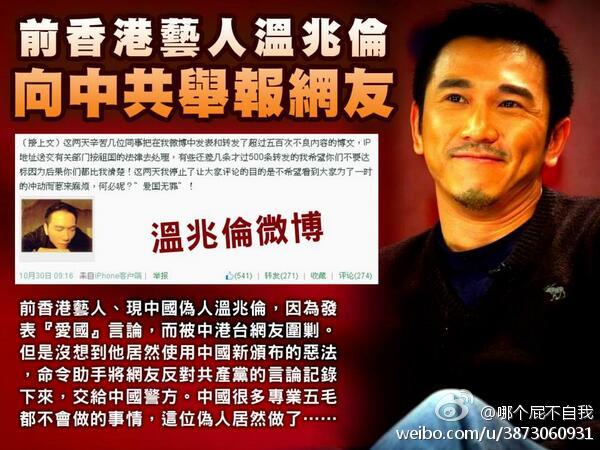 前香港藝人溫兆倫
向中共舉報網友
（接上文）这两天辛苦几位同事把在我微博中发表和转发了超过五百次不良内容的博文，IP
地址送交有关部门按祖国的法律去处理，有些还差几条才过500条转发的我希望你们不要达
标因为后果你们都比我清楚！这两天我停止了让大家评论的目的是不希望看到大家为了一时
的冲动而惹来麻烦，何必呢？”爱国无罪”！
溫兆倫微博
10月30日 09:16 来自iPhone客户端 | 举报 (541) | 转发(271) | 收藏 | 评论(274)
前香港藝人、現中國偽人溫兆倫，因為發
表『愛國』言論，而被中港台網友圍剿。
但是沒想到他居然使用中國新頒布的惡法
，命令助手將網友反對共產黨的言論記錄
下來，交給中國警方。中國很多專業五毛
都不會做的事情，這位偽人居然做了……
@哪个屁不自我
weibo.com/u/3873060931